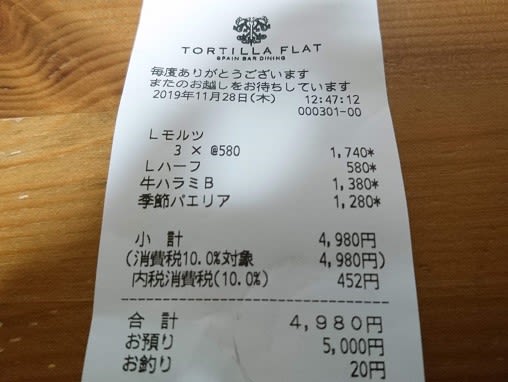 TORTILLA FLAT
SPAIN BAR DINING
毎度ありがとうございます
またのお越しをお待ちしています
2019年11月28日(木) 12:47:12
000301-00
Lモルツ
3 × @580 1,740*
Lハーフ 580*
牛ハラミB 1,380*
季節パエリア 1,280*
小 計 4,980円
(消費税10.0%対象 4,980円)
内税消費税(10.0%) 452円
合 計 4,980円
お預り 5,000円
お釣り 20円